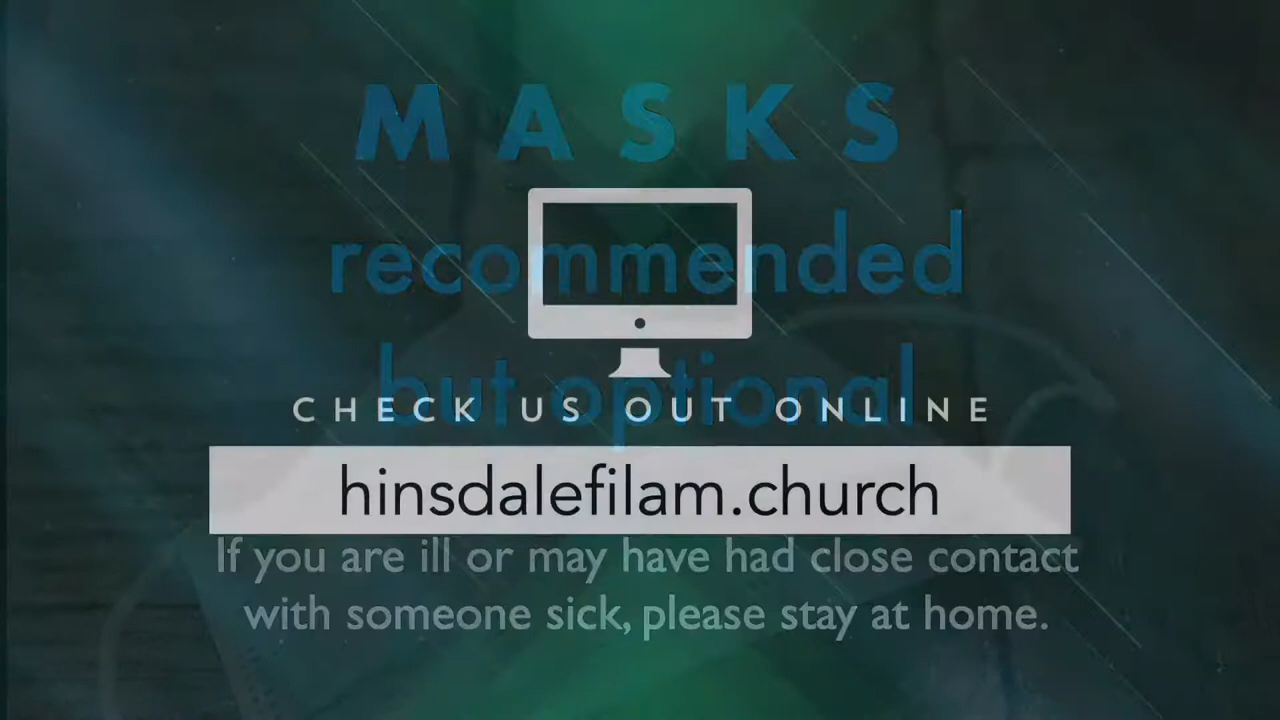 MASKS
recommended
but optional
CHECK US OUT ONLINE
hinsdalefilam.church
If you are ill or may have had close contact
with someone sick, please stay at home.